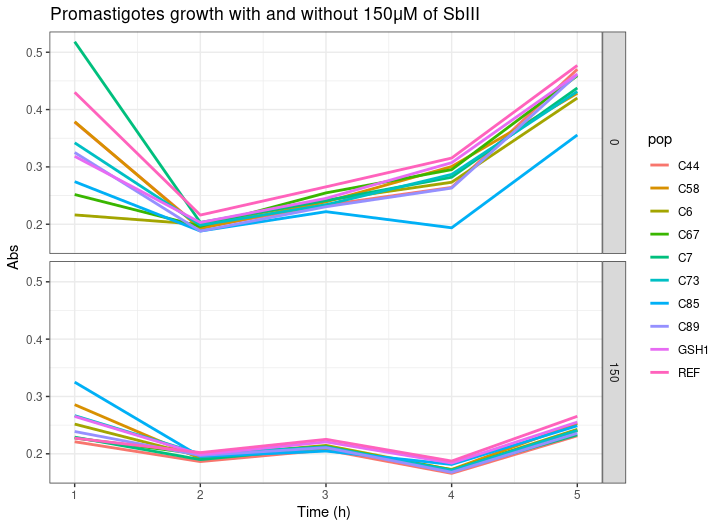 Promastigotes growth with and without 150µM of SbIII
0.5
0.4
0.3
0.2
0
0.5
0.4
0.3
0.2
150
1 2 3 4 5
Time (h)
Abs
pop
C44
C58
C6
C67
C7
C73
C85
C89
GSH1
REF